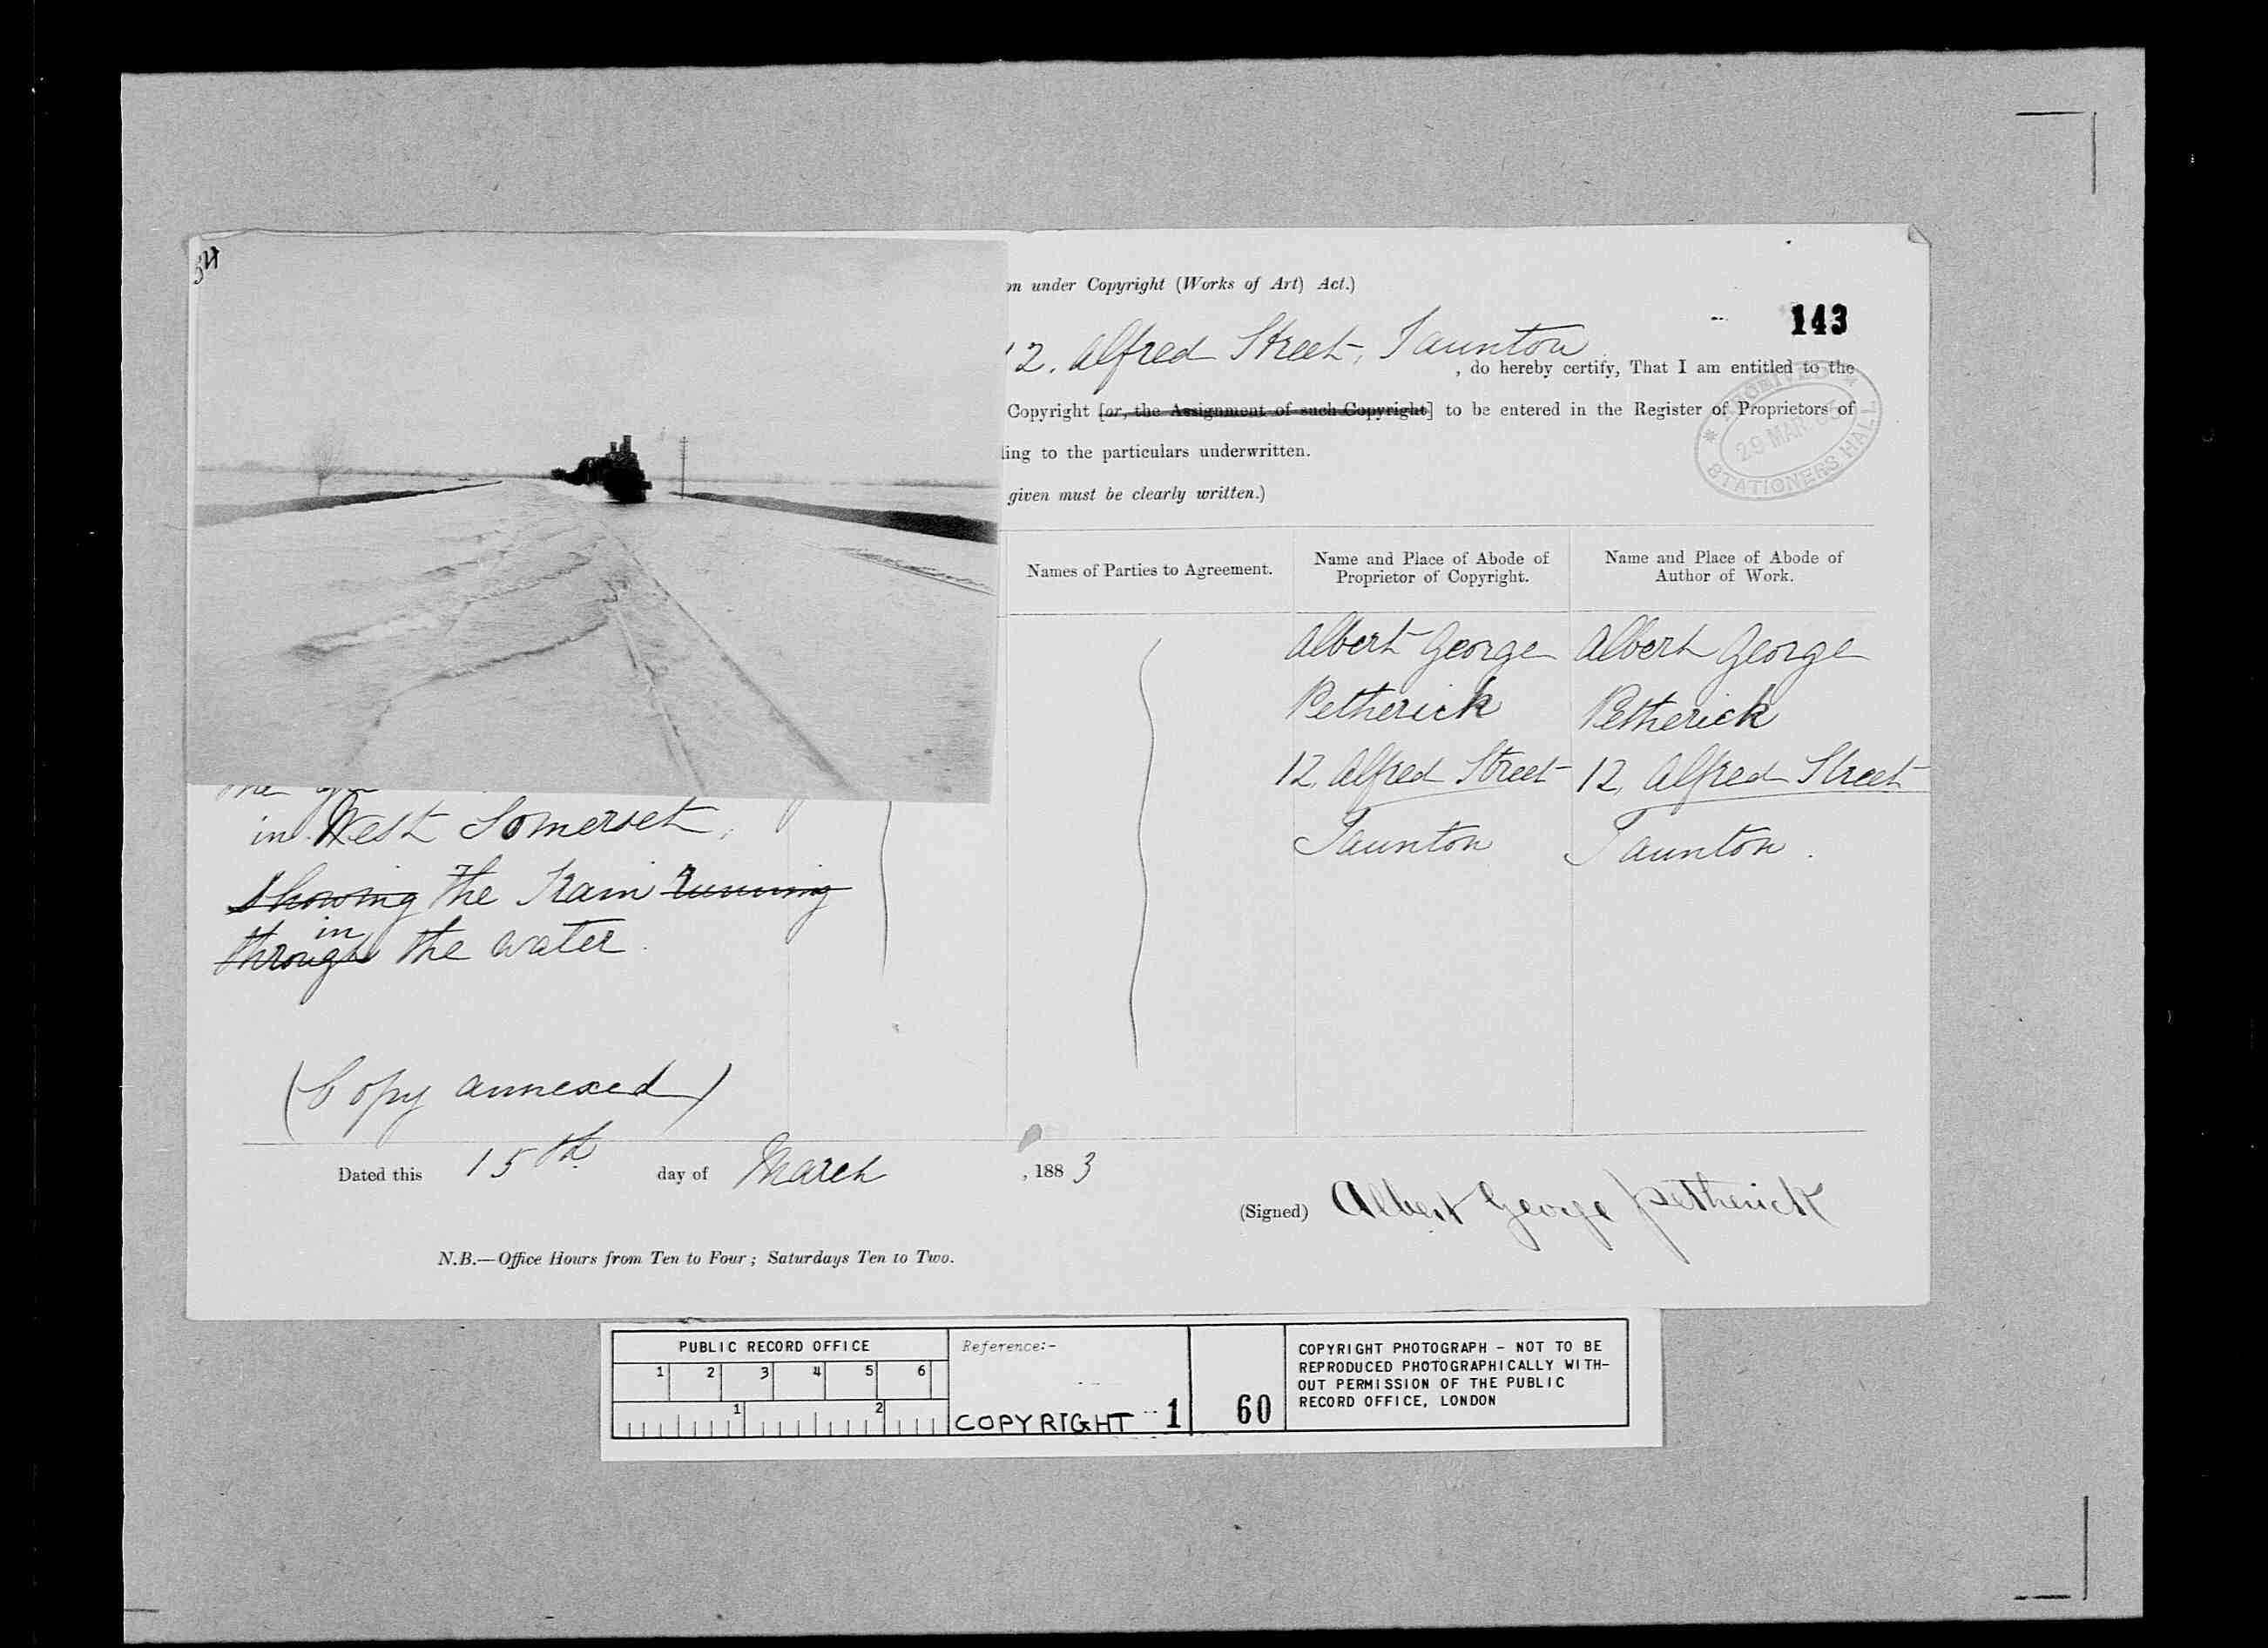 54
on under Copyright (Works of Art) Act.)
143
12. Alfred Street, Taunton
, do hereby certify, That I am entitled to the
Copyright [or, the Assignment of such Copyright] to be entered in the Register of Proprietors of
ling to the particulars underwritten.
given must be clearly written.)
29 MAR. 83
STATIONERS HALL
Names of Parties to Agreement.
Name and Place of Abode of
Proprietor of Copyright.
Name and Place of Abode of
Author of Work.
Albert George
Petherick
12, Alfred Street
Taunton
Albert George
Petherick
12, Alfred Street
Taunton.
the
in West Somerset,
Showing the Train running
in
through the water.
(Copy annexed)
Dated this 15th day of March , 1883
(Signed) Albert George Petherick
N.B.—Office Hours from Ten to Four; Saturdays Ten to Two.
PUBLIC RECORD OFFICE
1 2 3 4 5 6
1 2
Reference:-
COPYRIGHT 1
60
COPYRIGHT PHOTOGRAPH - NOT TO BE
REPRODUCED PHOTOGRAPHICALLY WITH-
OUT PERMISSION OF THE PUBLIC
RECORD OFFICE, LONDON